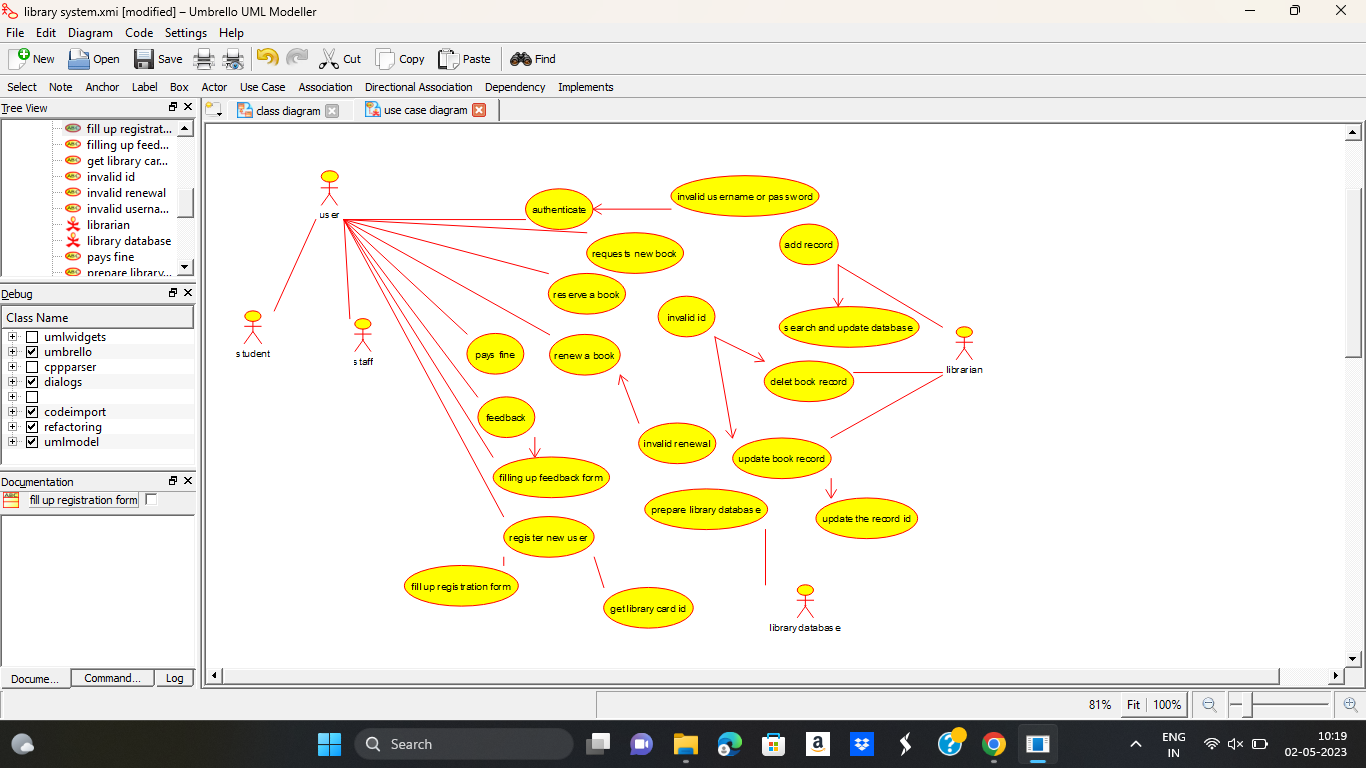 library system.xmi [modified] – Umbrello UML Modeller
File Edit Diagram Code Settings Help
New Open Save Cut Copy Paste Find
Select Note Anchor Label Box Actor Use Case Association Directional Association Dependency Implements
Tree View
class diagram
use case diagram
fill up registrat...
filling up feed...
get library car...
invalid id
invalid renewal
invalid userna...
librarian
library database
pays fine
prepare library...
Debug
Class Name
umlwidgets
umbrello
cppparser
dialogs
codeimport
refactoring
umlmodel
Documentation
fill up registration form
Docume... Command... Log
user
student
staff
authenticate
invalid username or password
requests new book
add record
reserve a book
invalid id
search and update database
pays fine
renew a book
librarian
delet book record
feedback
invalid renewal
update book record
filling up feedback form
prepare library database
update the record id
register new user
fill up registration form
get library card id
library database
81% Fit 100%
Search
ENG
IN
10:19
02-05-2023